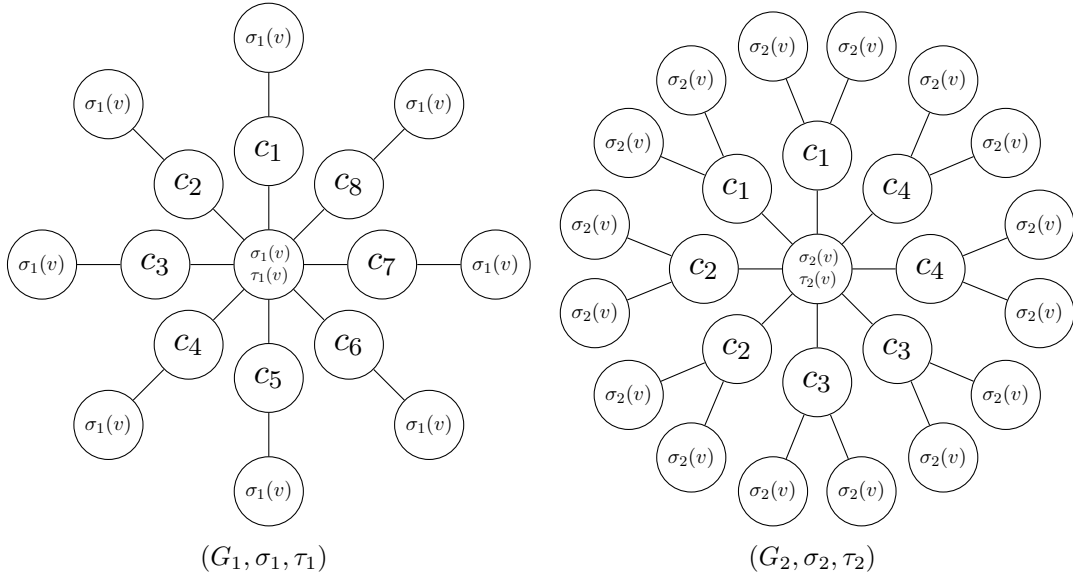 σ₁(v)
σ₁(v)
σ₁(v)
c₁
c₂
c₈
σ₁(v)
c₃
σ₁(v)
τ₁(v)
c₇
σ₁(v)
c₄
c₆
c₅
σ₁(v)
σ₁(v)
σ₁(v)
(G₁, σ₁, τ₁)
σ₂(v)
σ₂(v)
σ₂(v)
σ₂(v)
σ₂(v)
σ₂(v)
c₁
c₁
c₄
σ₂(v)
σ₂(v)
c₂
σ₂(v)
τ₂(v)
c₄
σ₂(v)
σ₂(v)
c₂
c₃
c₃
σ₂(v)
σ₂(v)
σ₂(v)
σ₂(v)
σ₂(v)
σ₂(v)
(G₂, σ₂, τ₂)